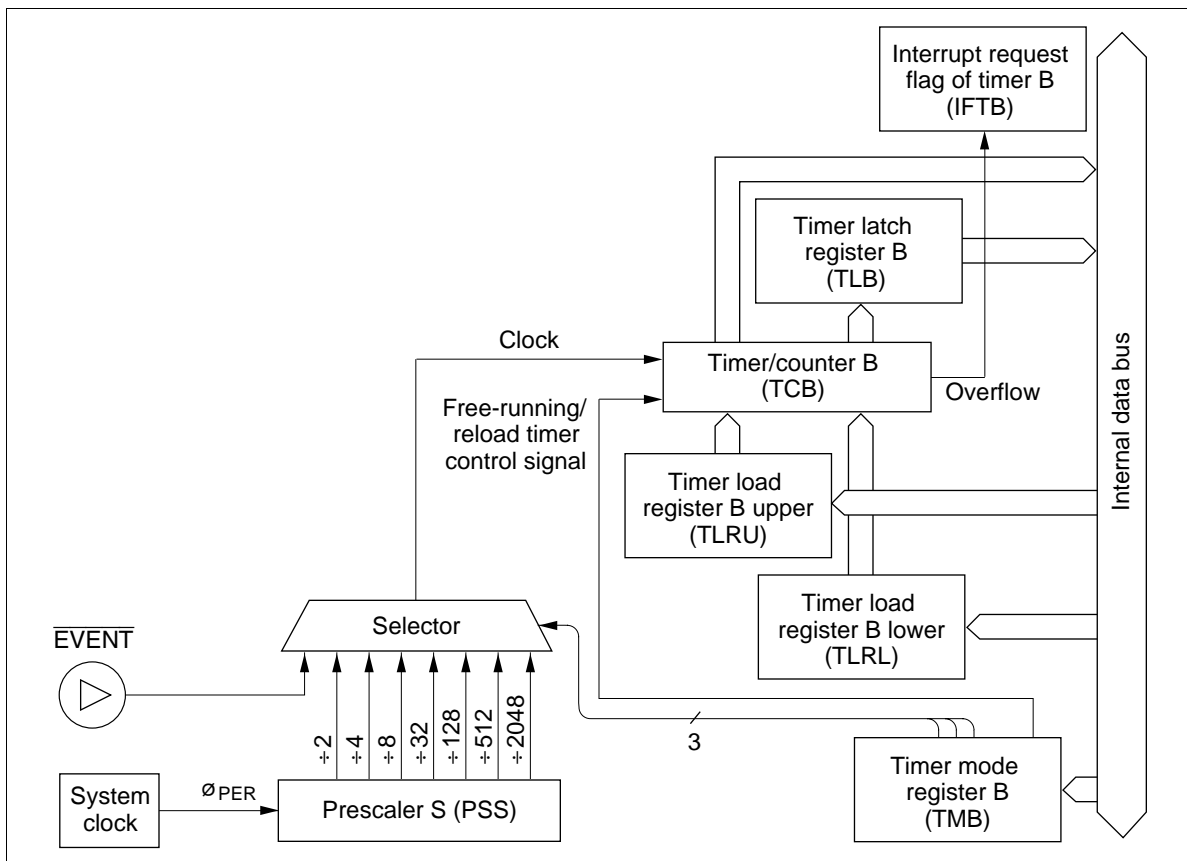 Interrupt request
flag of timer B
(IFTB)
Timer latch
register B
(TLB)
Clock
Timer/counter B
(TCB)
Overflow
Free-running/
reload timer
control signal
Timer load
register B upper
(TLRU)
Internal data bus
Timer load
register B lower
(TLRL)
Selector
EVENT
÷2
÷4
÷8
÷32
÷128
÷512
÷2048
3
System
clock
øPER
Prescaler S (PSS)
Timer mode
register B
(TMB)